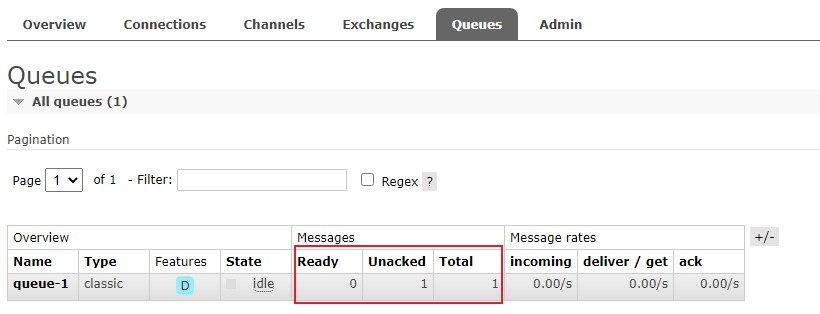 Overview Connections Channels Exchanges Queues Admin
Queues
All queues (1)
Pagination
Page 1 of 1 - Filter: Regex ?
Overview Messages Message rates +/-
Name Type Features State Ready Unacked Total incoming deliver / get ack
queue-1 classic D idle 0 1 1 0.00/s 0.00/s 0.00/s